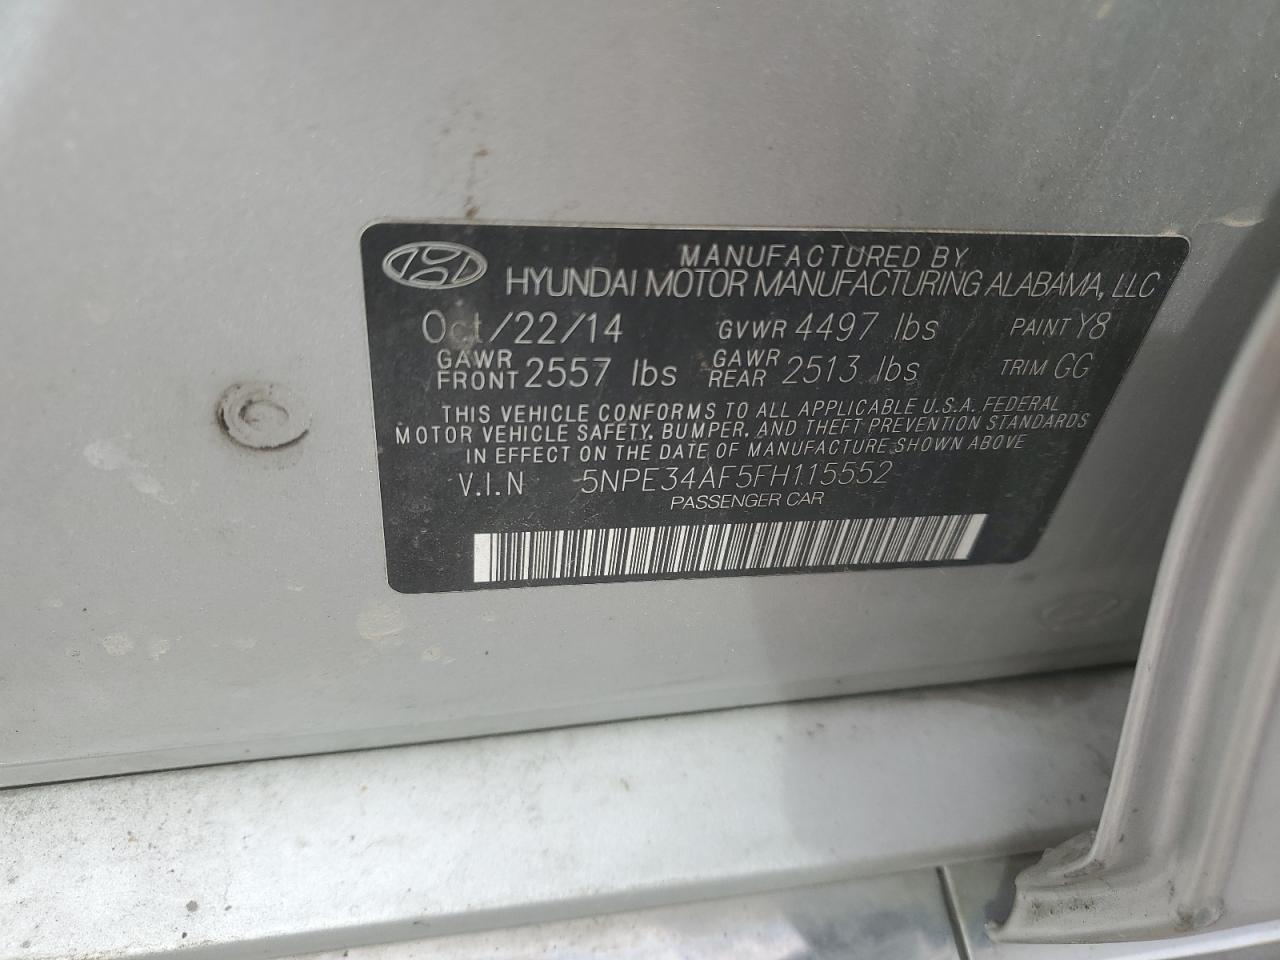 MANUFACTURED BY
HYUNDAI MOTOR MANUFACTURING ALABAMA, LLC
Oct/22/14 GVWR 4497 lbs PAINT Y8
GAWR FRONT 2557 lbs GAWR REAR 2513 lbs TRIM GG
THIS VEHICLE CONFORMS TO ALL APPLICABLE U.S.A. FEDERAL
MOTOR VEHICLE SAFETY, BUMPER, AND THEFT PREVENTION STANDARDS
IN EFFECT ON THE DATE OF MANUFACTURE SHOWN ABOVE
V.I.N 5NPE34AF5FH115552
PASSENGER CAR